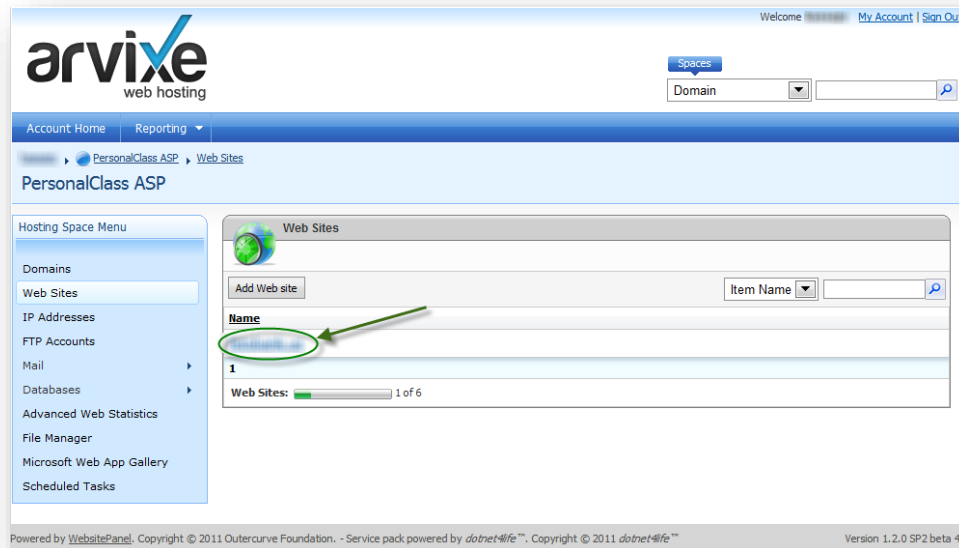 Welcome My Account | Sign Ou
arvixe
web hosting
Spaces
Domain
Account Home Reporting
PersonalClass ASP Web Sites
PersonalClass ASP
Hosting Space Menu
Domains
Web Sites
IP Addresses
FTP Accounts
Mail
Databases
Advanced Web Statistics
File Manager
Microsoft Web App Gallery
Scheduled Tasks
Web Sites
Add Web site Item Name
Name
1
Web Sites: 1 of 6
Powered by WebsitePanel. Copyright © 2011 Outercurve Foundation. - Service pack powered by dotnet4life™. Copyright © 2011 dotnet4life™ Version 1.2.0 SP2 beta 4